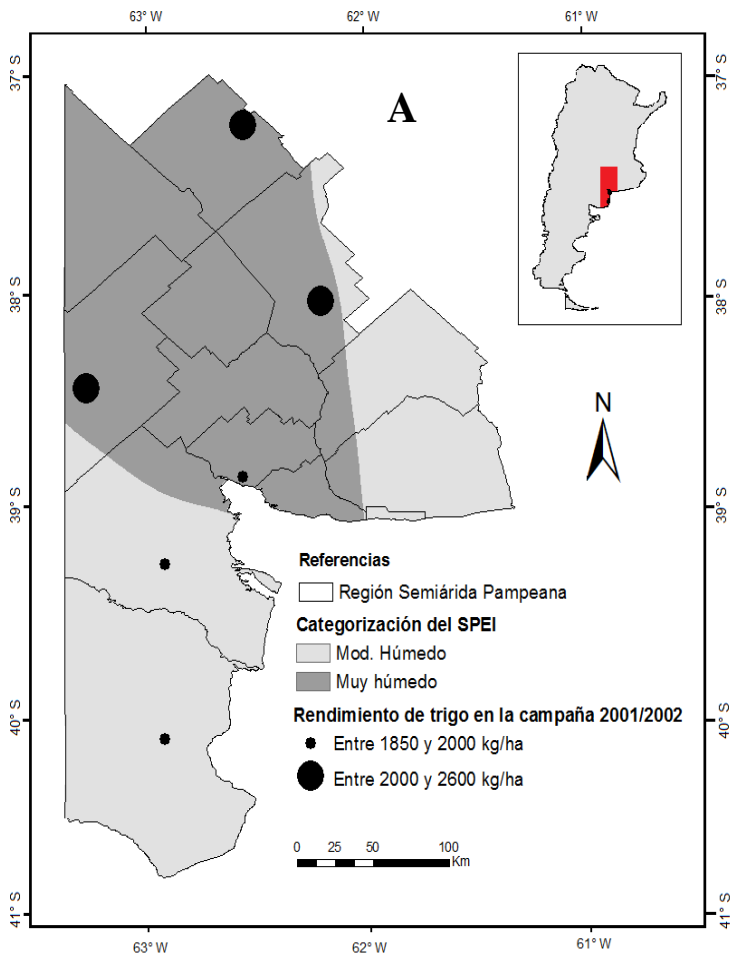 63° W 62° W 61° W
37° S
37° S
A
38° S
38° S
N
39° S
39° S
Referencias
Región Semiárida Pampeana
Categorización del SPEI
Mod. Húmedo
Muy húmedo
Rendimiento de trigo en la campaña 2001/2002
Entre 1850 y 2000 kg/ha
Entre 2000 y 2600 kg/ha
40° S
40° S
0 25 50 100
Km
41° S
41° S
63° W 62° W 61° W